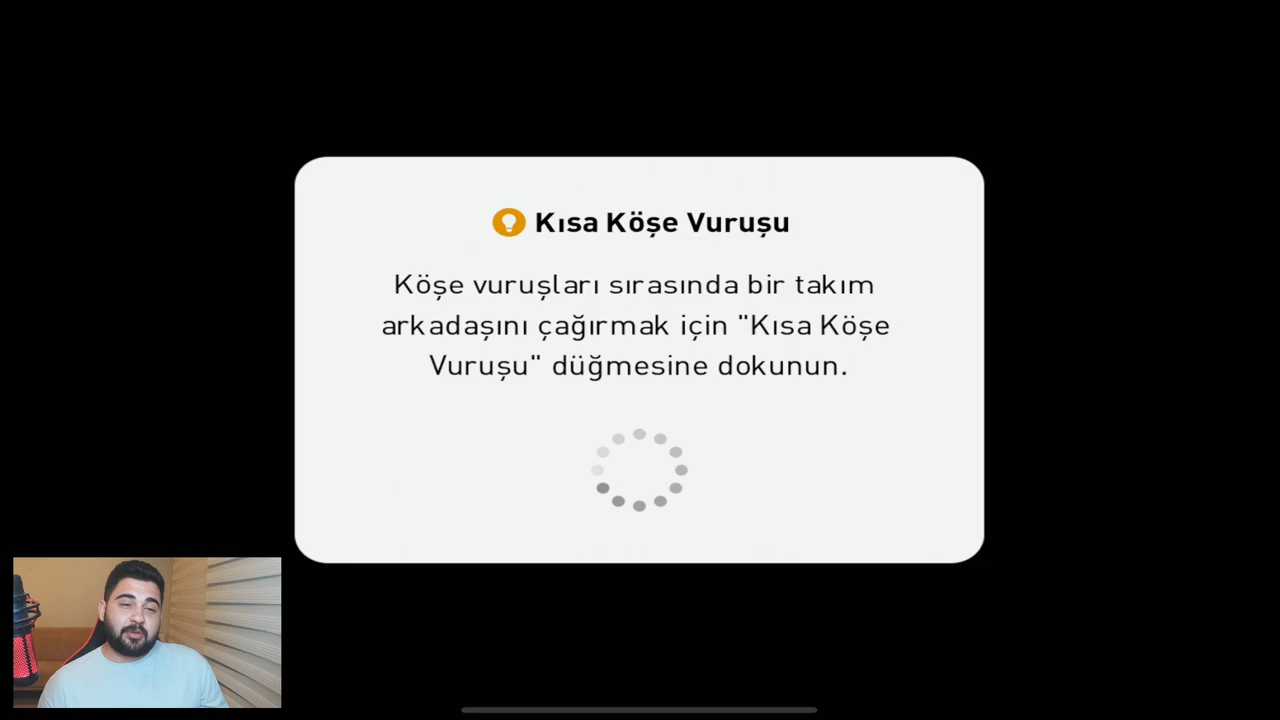 Kısa Köşe Vuruşu
Köşe vuruşları sırasında bir takım
arkadaşını çağırmak için "Kısa Köşe
Vuruşu" düğmesine dokunun.